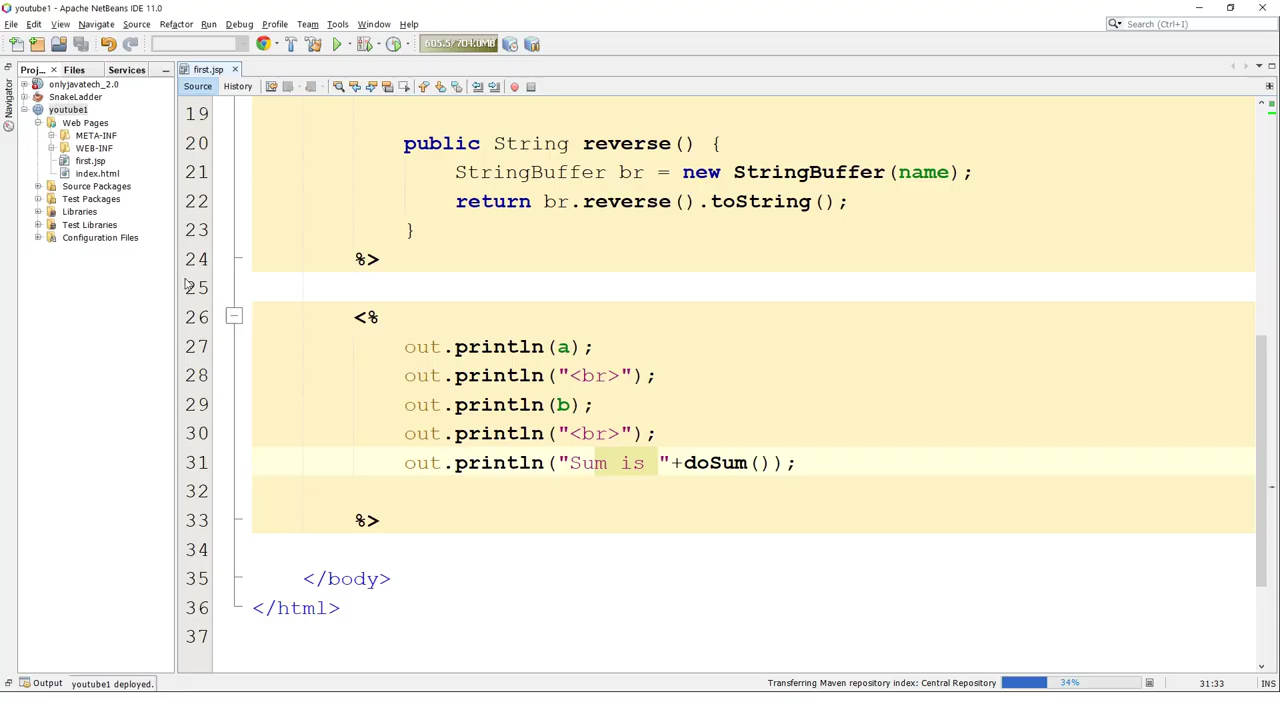 youtube1 - Apache NetBeans IDE 11.0
File Edit View Navigate Source Refactor Run Debug Profile Team Tools Window Help
Search (Ctrl+I)
Proj... Files Services
first.jsp
Source History
Navigator
onlyjavatech_2.0
SnakeLadder
youtube1
Web Pages
META-INF
WEB-INF
first.jsp
index.html
Source Packages
Test Packages
Libraries
Test Libraries
Configuration Files
19
20 public String reverse() {
21 StringBuffer br = new StringBuffer(name);
22 return br.reverse().toString();
23 }
24 %>
25
26 <%
27 out.println(a);
28 out.println("<br>");
29 out.println(b);
30 out.println("<br>");
31 out.println("Sum is "+doSum());
32
33 %>
34
35 </body>
36 </html>
37
Output youtube1 deployed. Transferring Maven repository index: Central Repository 34% 31:33 INS